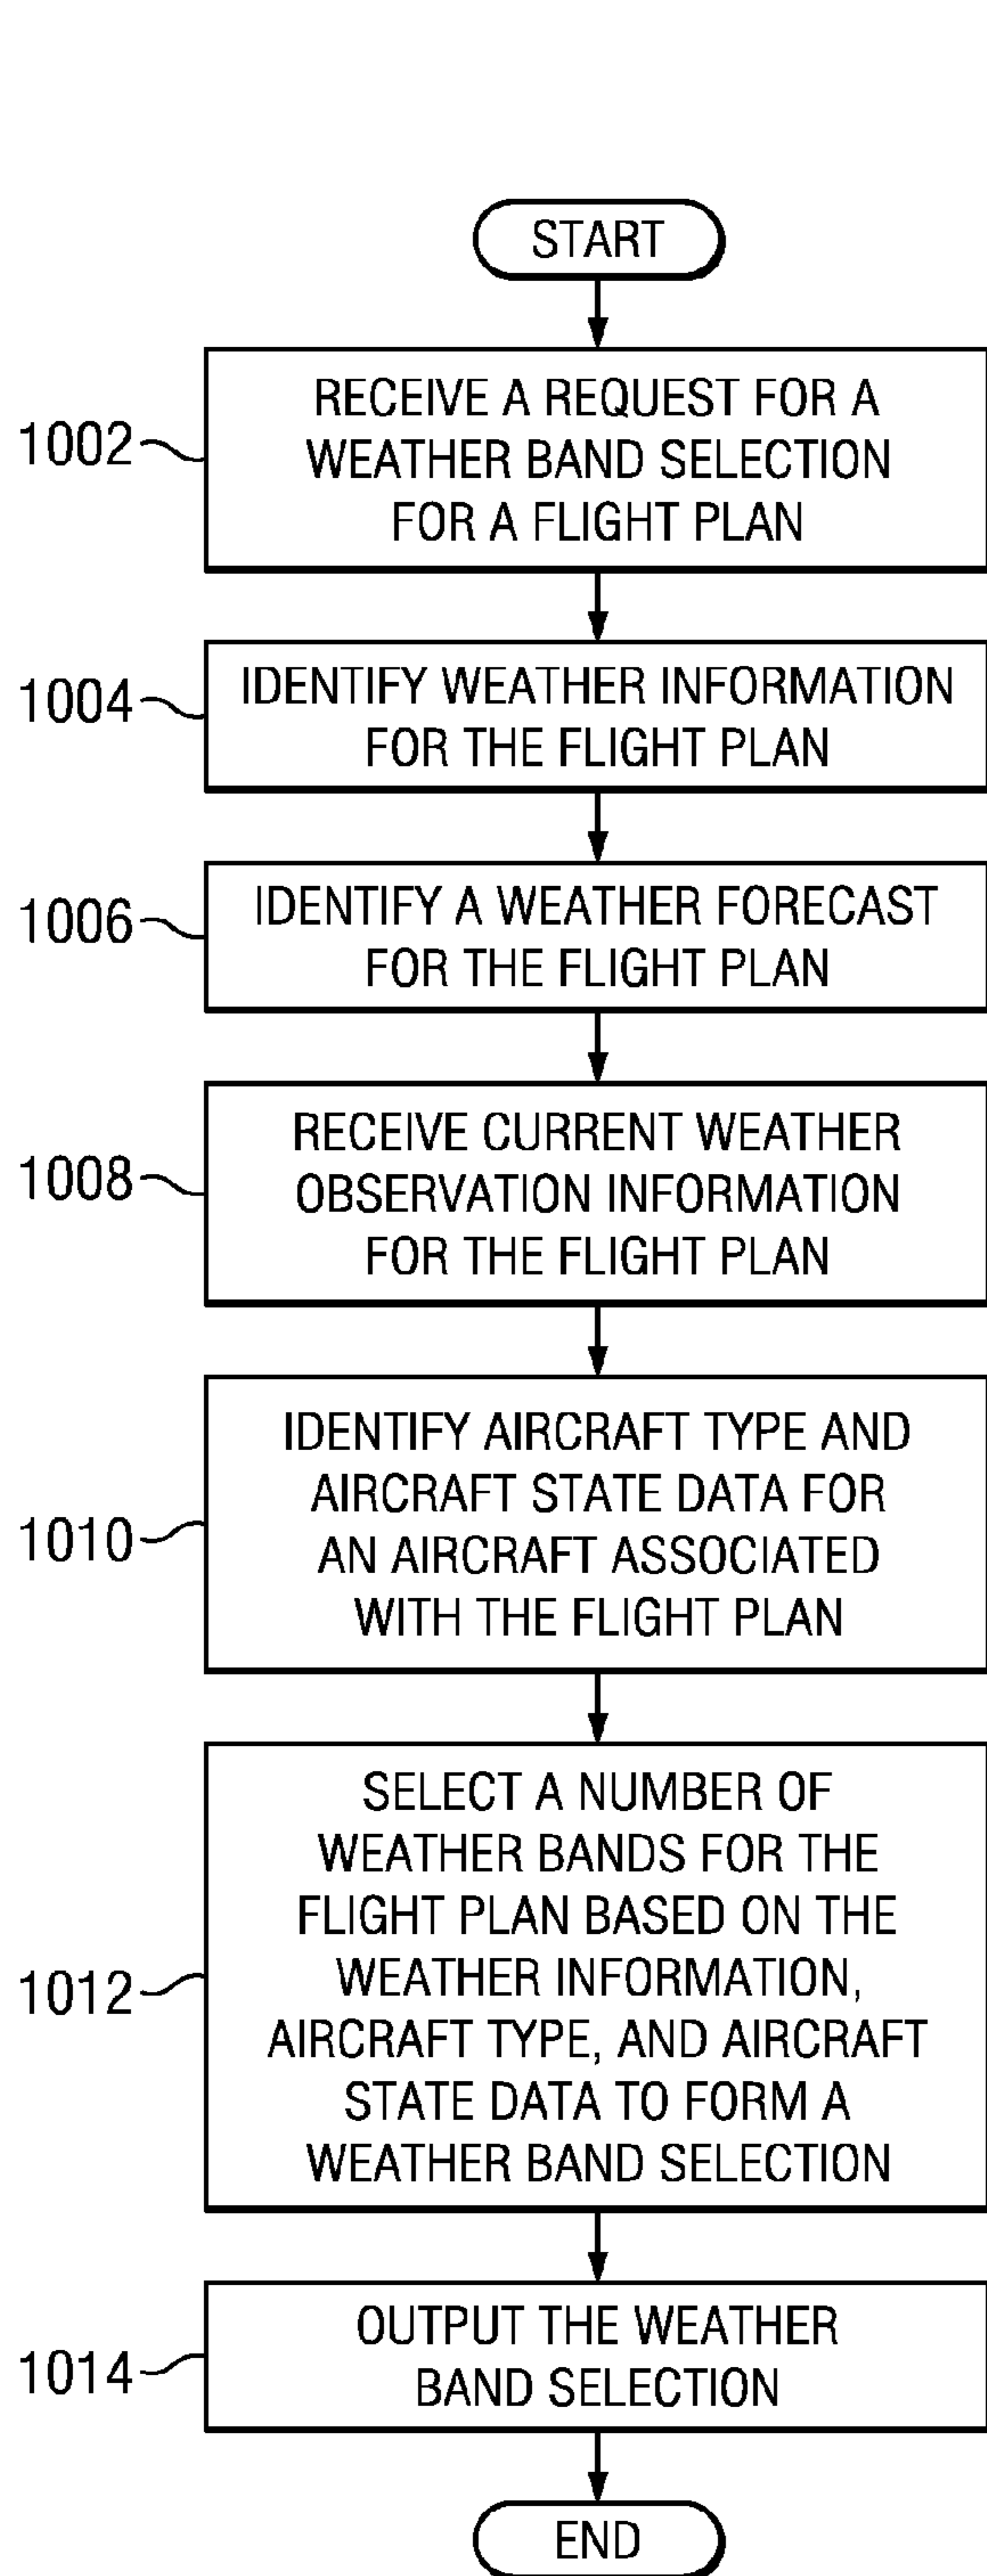 START
1002
RECEIVE A REQUEST FOR A
WEATHER BAND SELECTION
FOR A FLIGHT PLAN
1004
IDENTIFY WEATHER INFORMATION
FOR THE FLIGHT PLAN
1006
IDENTIFY A WEATHER FORECAST
FOR THE FLIGHT PLAN
1008
RECEIVE CURRENT WEATHER
OBSERVATION INFORMATION
FOR THE FLIGHT PLAN
1010
IDENTIFY AIRCRAFT TYPE AND
AIRCRAFT STATE DATA FOR
AN AIRCRAFT ASSOCIATED
WITH THE FLIGHT PLAN
1012
SELECT A NUMBER OF
WEATHER BANDS FOR THE
FLIGHT PLAN BASED ON THE
WEATHER INFORMATION,
AIRCRAFT TYPE, AND AIRCRAFT
STATE DATA TO FORM A
WEATHER BAND SELECTION
1014
OUTPUT THE WEATHER
BAND SELECTION
END